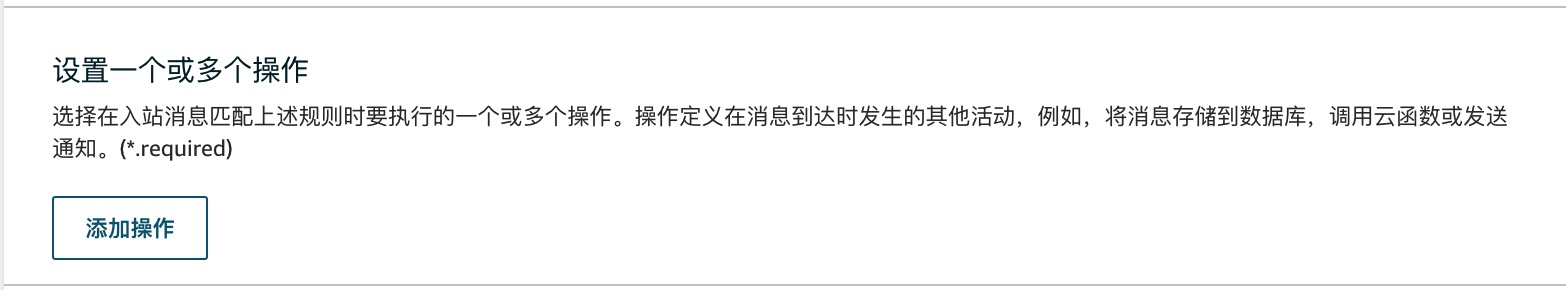 设置一个或多个操作
选择在入站消息匹配上述规则时要执行的一个或多个操作。操作定义在消息到达时发生的其他活动，例如，将消息存储到数据库，调用云函数或发送
通知。(*.required)
添加操作